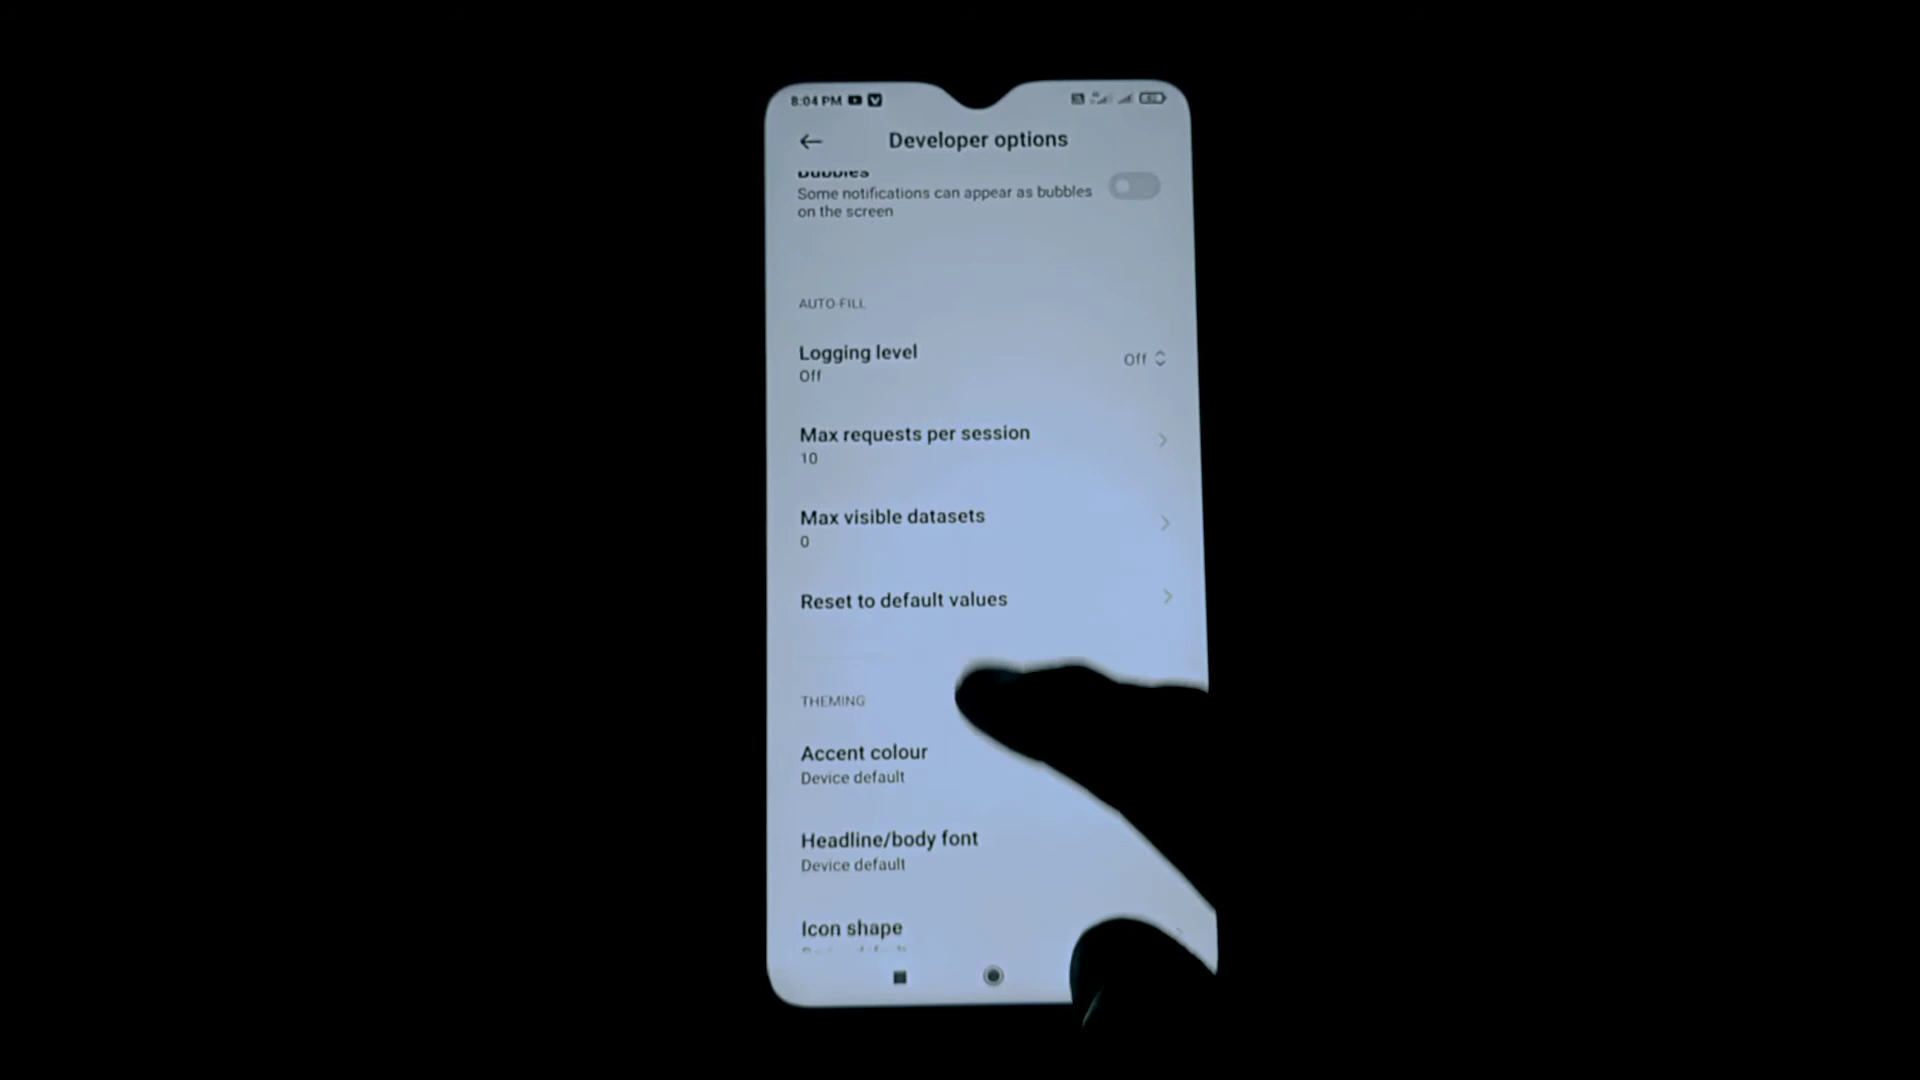 8:04 PM
Developer options
Bubbles
Some notifications can appear as bubbles
on the screen
AUTO-FILL
Logging level
Off
Off
Max requests per session
10
Max visible datasets
0
Reset to default values
THEMING
Accent colour
Device default
Headline/body font
Device default
Icon shape